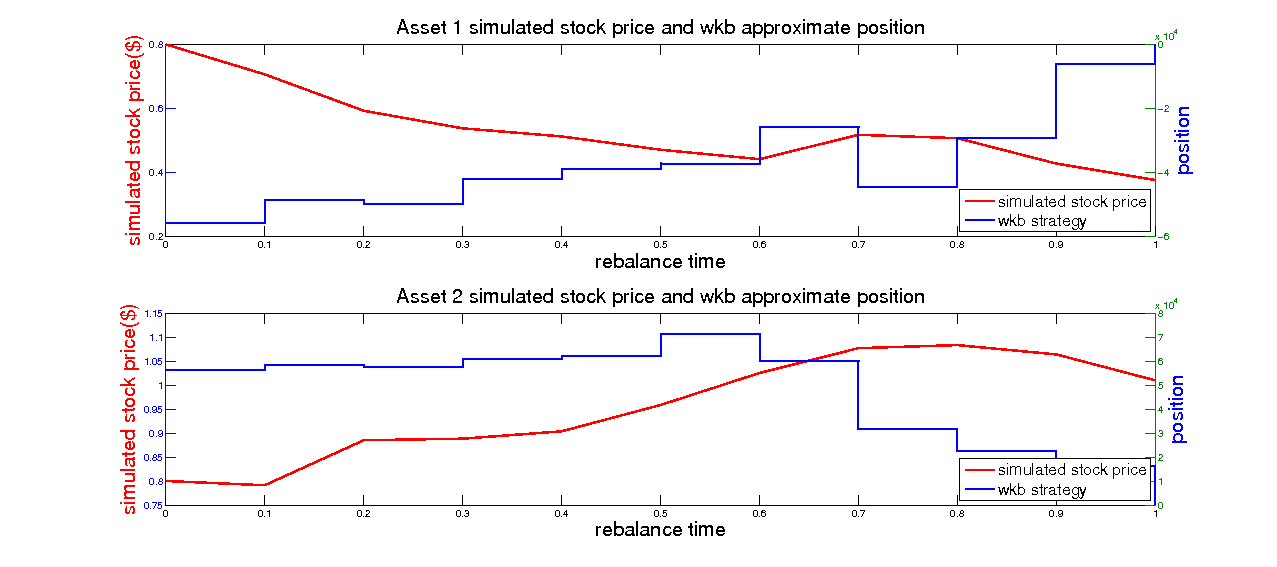 Asset 1 simulated stock price and wkb approximate position
x 10^4
simulated stock price($)
0.8
0.6
0.4
0.2
0
-2
-4
-6
position
simulated stock price
wkb strategy
0 0.1 0.2 0.3 0.4 0.5 0.6 0.7 0.8 0.9 1
rebalance time
Asset 2 simulated stock price and wkb approximate position
x 10^4
simulated stock price($)
1.15
1.1
1.05
1
0.95
0.9
0.85
0.8
0.75
8
7
6
5
4
3
2
1
0
position
simulated stock price
wkb strategy
0 0.1 0.2 0.3 0.4 0.5 0.6 0.7 0.8 0.9 1
rebalance time